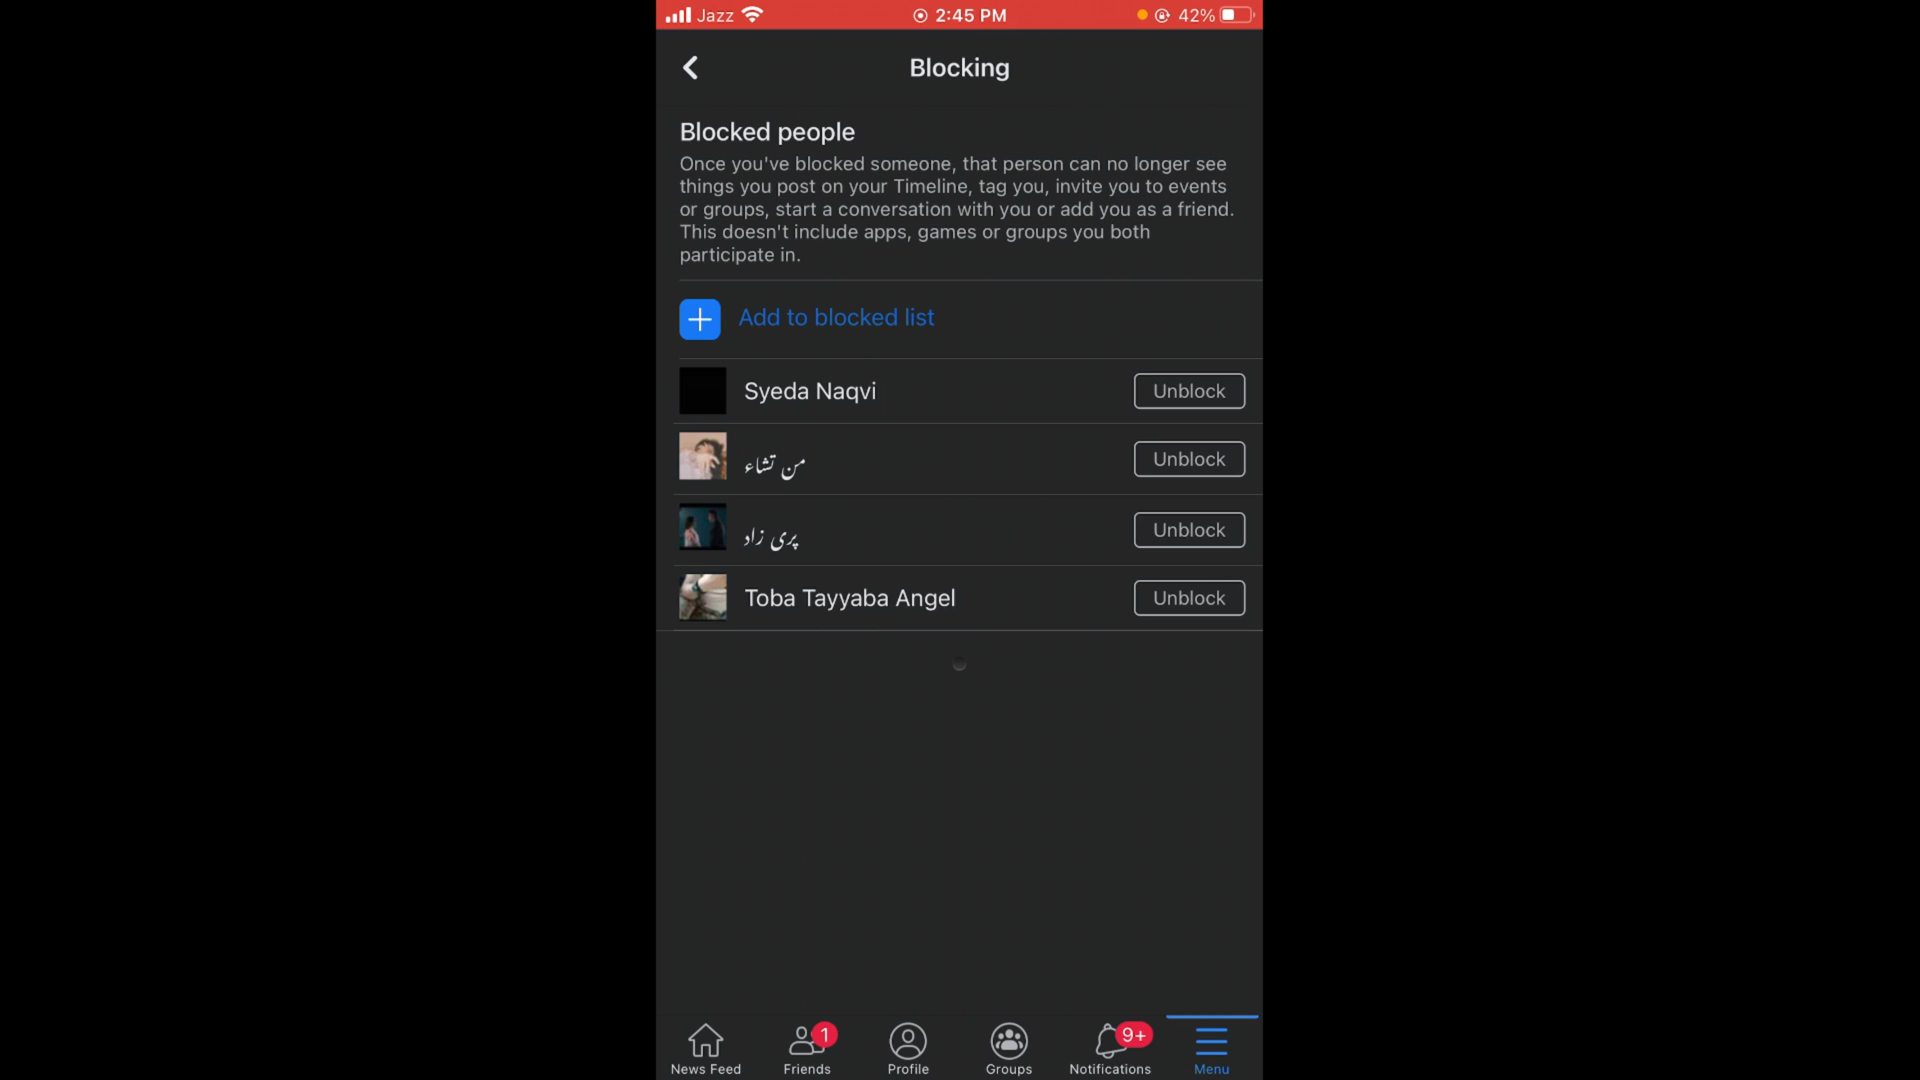 Jazz 2:45 PM 42%
Blocking
Blocked people
Once you've blocked someone, that person can no longer see
things you post on your Timeline, tag you, invite you to events
or groups, start a conversation with you or add you as a friend.
This doesn't include apps, games or groups you both
participate in.
Add to blocked list
Syeda Naqvi Unblock
من تشاء Unblock
پری زاد Unblock
Toba Tayyaba Angel Unblock
1 9+
News Feed Friends Profile Groups Notifications Menu